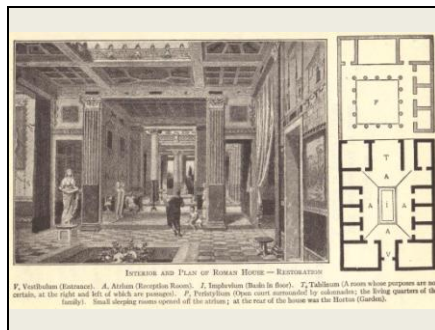 P
T
A
A
I
A
A
V
INTERIOR AND PLAN OF ROMAN HOUSE — RESTORATION
V, Vestibulum (Entrance). A, Atrium (Reception Room). I, Impluvium (Basin in floor). T, Tablinum (A room whose purposes are not
certain, at the right and left of which are passages). P, Peristylium (Open court surrounded by colonnades; the living quarters of the
family). Small sleeping rooms opened off the atrium; at the rear of the house was the Hortus (Garden).